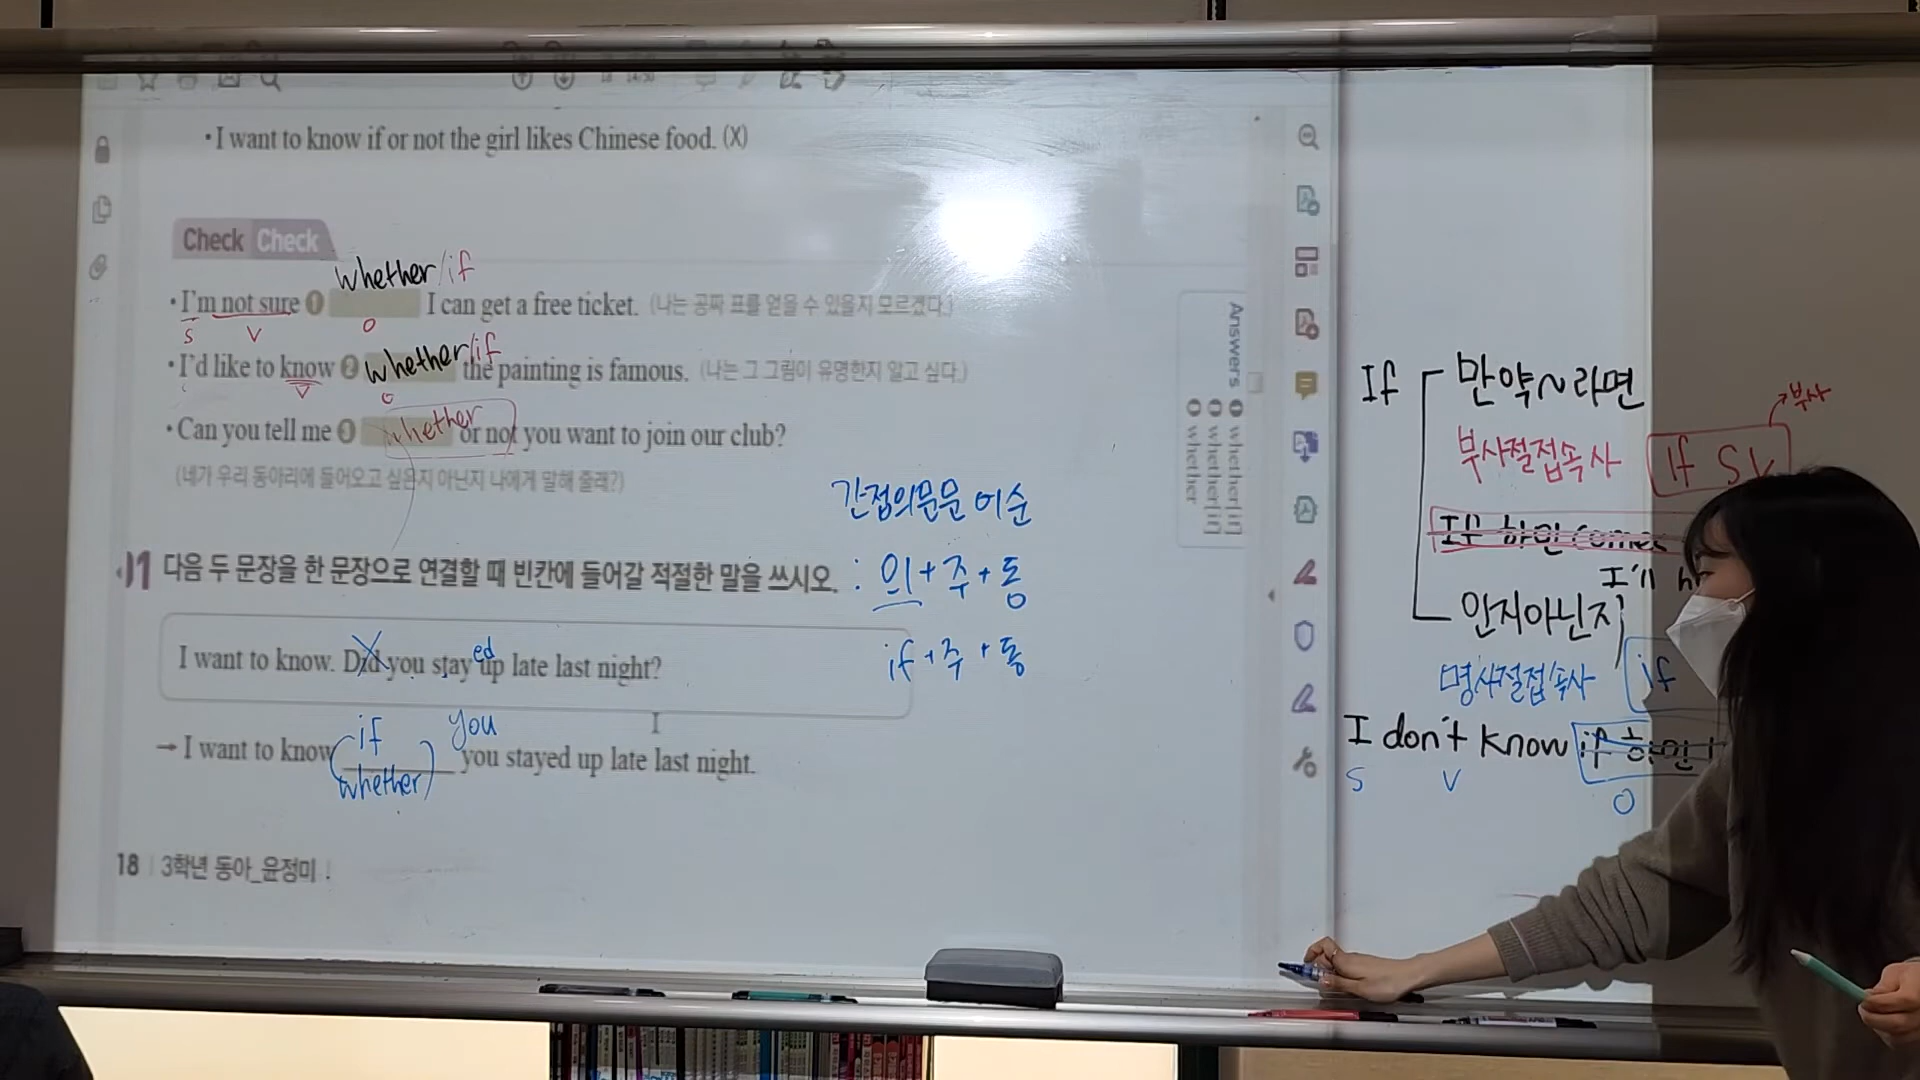 · I want to know if or not the girl likes Chinese food. (X)
Check Check
whether/if
· I'm not sure ❶ I can get a free ticket. (나는 공짜 표를 얻을 수 있을지 모르겠다.)
S V O
whether/if
· I'd like to know ❷ the painting is famous. (나는 그 그림이 유명한지 알고 싶다.)
V O
whether
· Can you tell me ❸ or not you want to join our club?
(네가 우리 동아리에 들어오고 싶은지 아닌지 나에게 말해 줄래?)
Answers ❶ whether[if] ❷ whether[if] ❸ whether
간접의문문 어순
: 의+주+동
if+주+동
01 다음 두 문장을 한 문장으로 연결할 때 빈칸에 들어갈 적절한 말을 쓰시오.
ed
I want to know. Did you stay up late last night?
if you
→ I want to know you stayed up late last night.
whether
18 3학년 동아_윤정미
If 만약~라면
부사
부사절접속사 If SV
If 하민 comes
I'll
인지아닌지
명사절접속사 if
I don't know if 하민
S V O